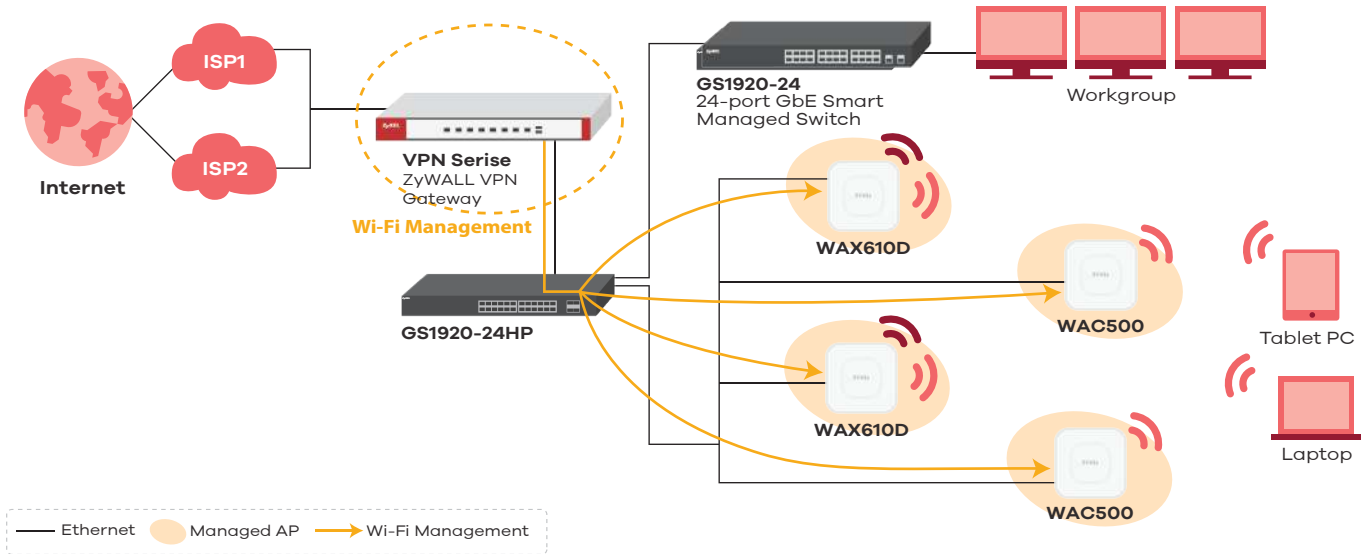 Internet
ISP1
ISP2
ZyXEL
VPN Serise
ZyWALL VPN
Gateway
Wi-Fi Management
GS1920-24HP
GS1920-24
24-port GbE Smart
Managed Switch
Workgroup
WAX610D
WAC500
WAX610D
WAC500
Tablet PC
Laptop
Ethernet
Managed AP
Wi-Fi Management